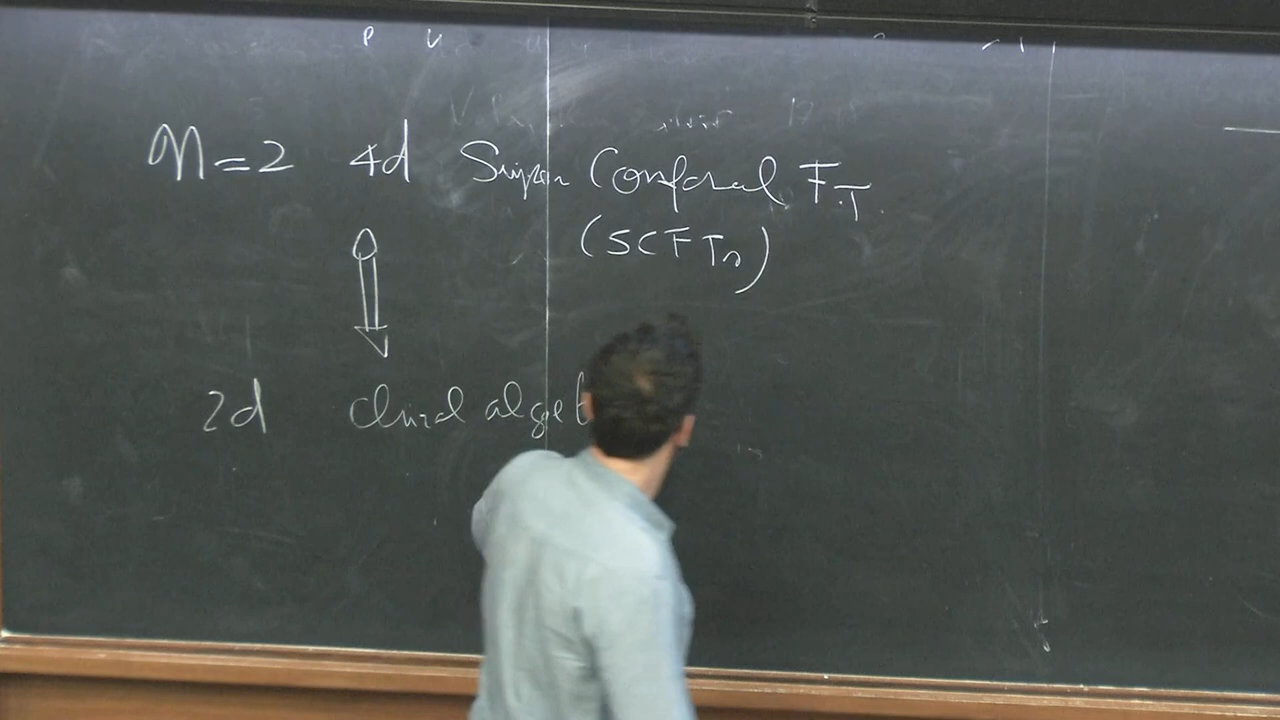 N=2 4d Super Conformal F.T.
(SCFTs)
2d chiral algeb